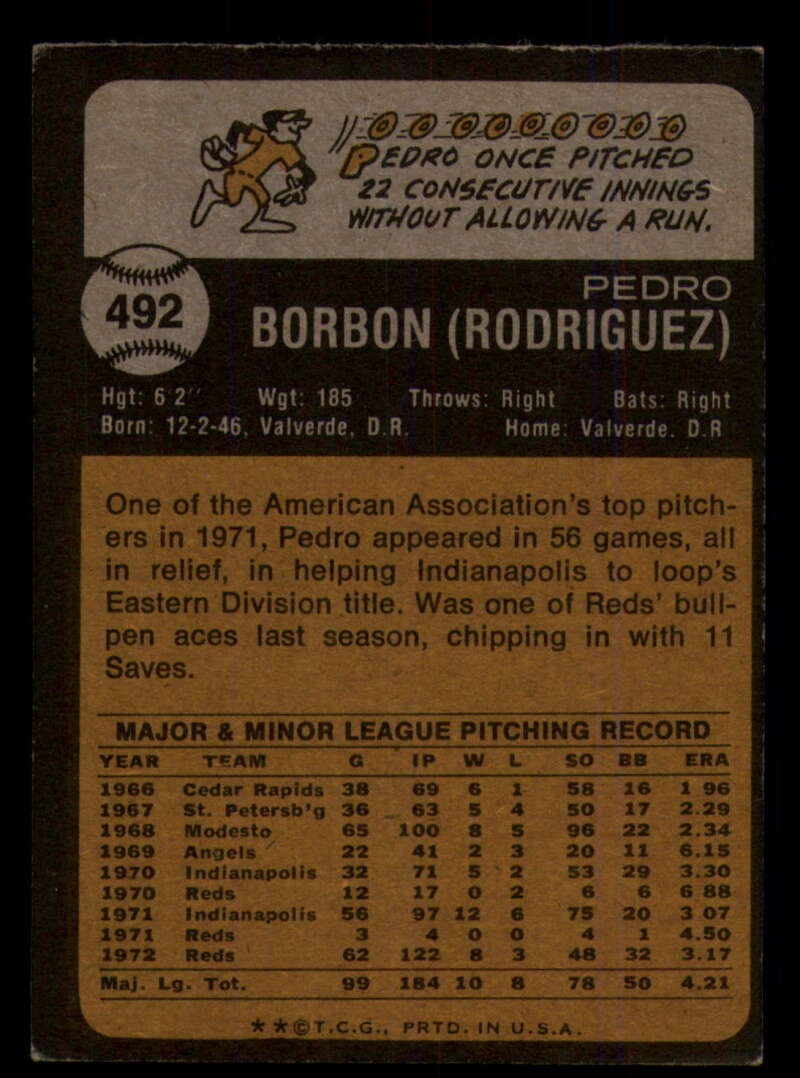 PEDRO ONCE PITCHED
22 CONSECUTIVE INNINGS
WITHOUT ALLOWING A RUN.
492
PEDRO
BORBON (RODRIGUEZ)
Hgt: 6 2" Wgt: 185 Throws: Right Bats: Right
Born: 12-2-46, Valverde, D.R. Home: Valverde, D.R
One of the American Association's top pitch-
ers in 1971, Pedro appeared in 56 games, all
in relief, in helping Indianapolis to loop's
Eastern Division title. Was one of Reds' bull-
pen aces last season, chipping in with 11
Saves.
MAJOR & MINOR LEAGUE PITCHING RECORD
YEAR TEAM G IP W L SO BB ERA
1966 Cedar Rapids 38 69 6 1 58 16 1 96
1967 St. Petersb'g 36 63 5 4 50 17 2.29
1968 Modesto 65 100 8 5 96 22 2.34
1969 Angels 22 41 2 3 20 11 6.15
1970 Indianapolis 32 71 5 2 53 29 3.30
1970 Reds 12 17 0 2 6 6 6 88
1971 Indianapolis 56 97 12 6 75 20 3 07
1971 Reds 3 4 0 0 4 1 4.50
1972 Reds 62 122 8 3 48 32 3.17
Maj. Lg. Tot. 99 184 10 8 78 50 4.21
**©T.C.G., PRTD. IN U.S.A.